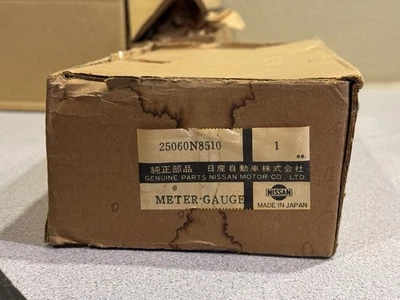 25060N8510 1
ea.
純正部品 日産自動車株式会社
GENUINE PARTS NISSAN MOTOR CO., LTD
METER-GAUGE
NISSAN
MADE IN JAPAN